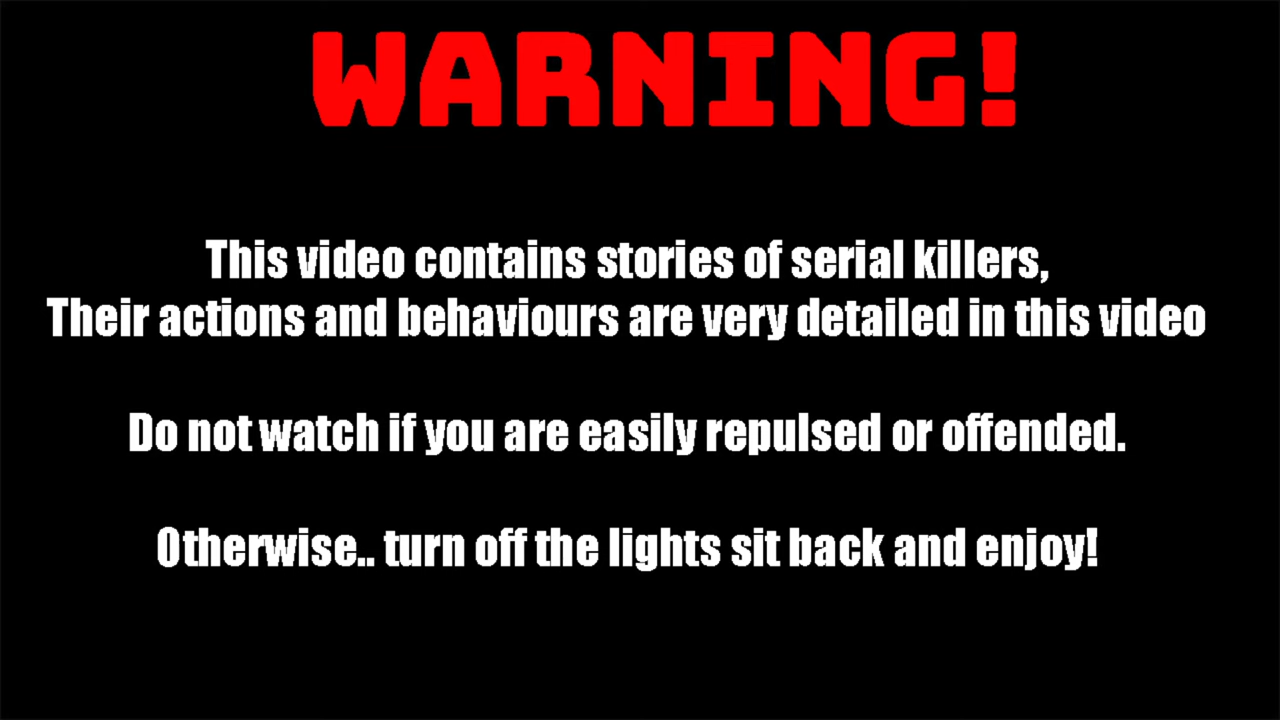 WARNING!
This video contains stories of serial killers,
Their actions and behaviours are very detailed in this video
Do not watch if you are easily repulsed or offended.
Otherwise.. turn off the lights sit back and enjoy!